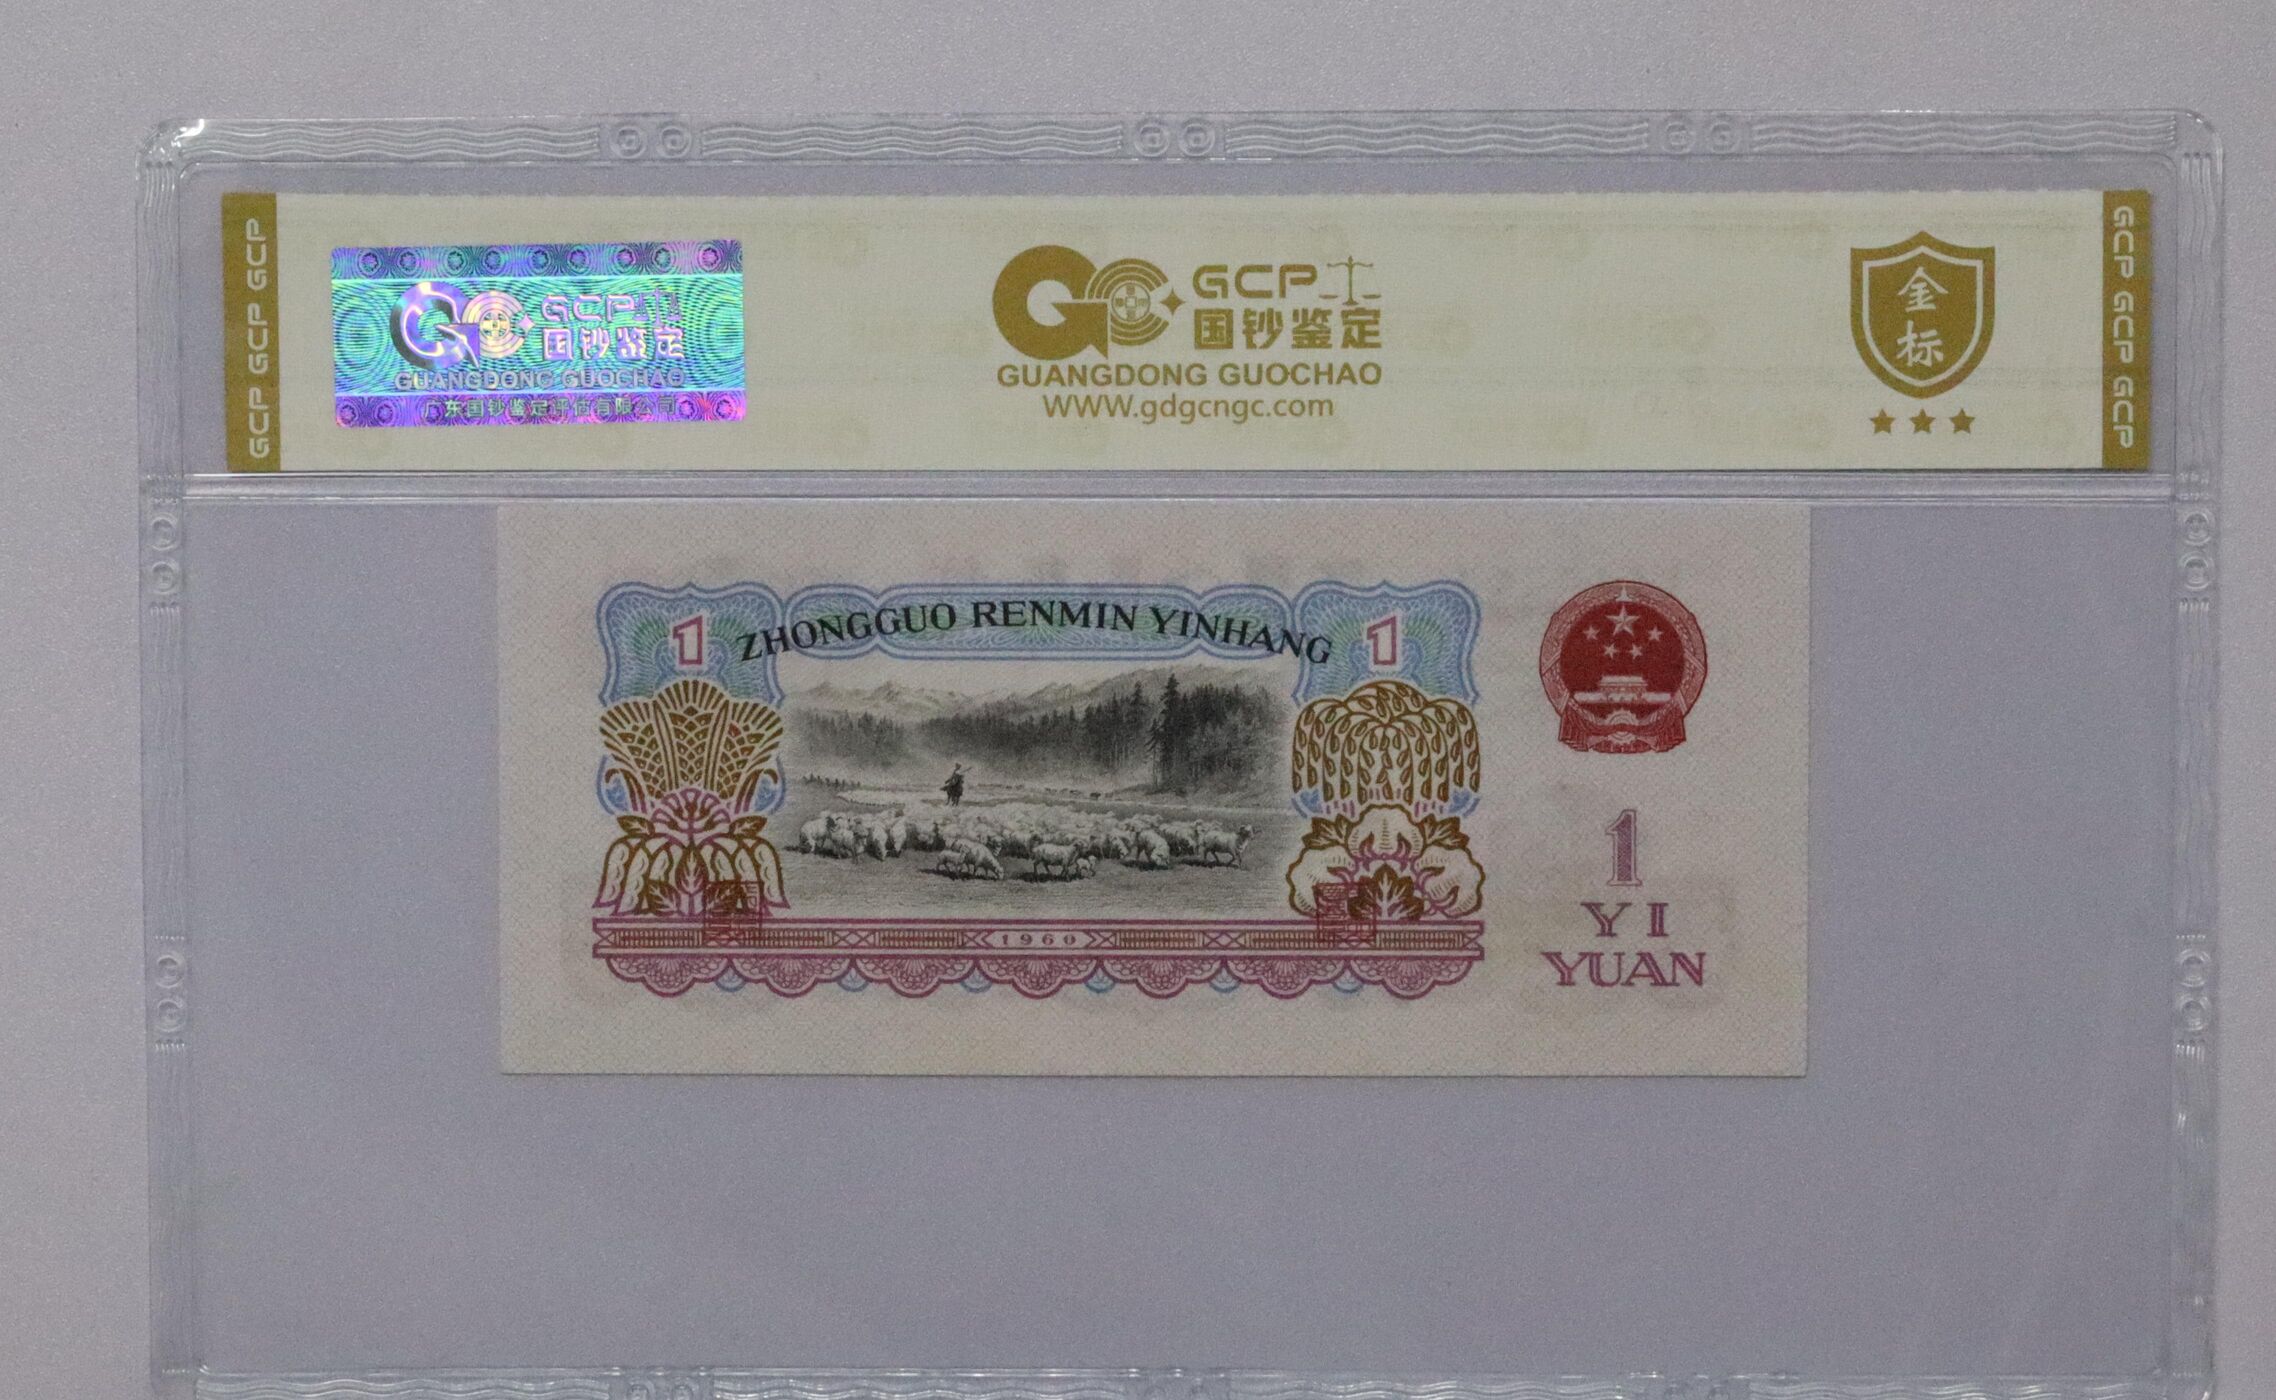 GCP GCP GCP
GCP
国钞鉴定
GUANGDONG GUOCHAO
广东国钞鉴定评估有限公司
GCP
国钞鉴定
GUANGDONG GUOCHAO
WWW.gdgcngc.com
金
标
GCP GCP GCP
ZHONGGUO RENMIN YINHANG
1
1
1
YI
YUAN
1960